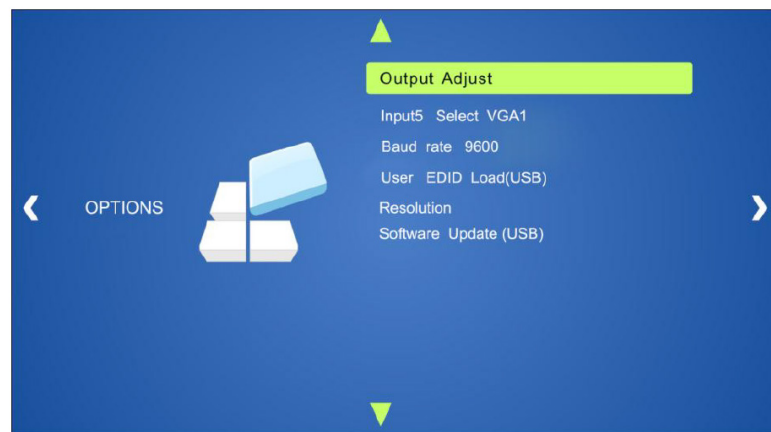 Output Adjust
Input5 Select VGA1
Baud rate 9600
User EDID Load(USB)
OPTIONS
Resolution
Software Update (USB)